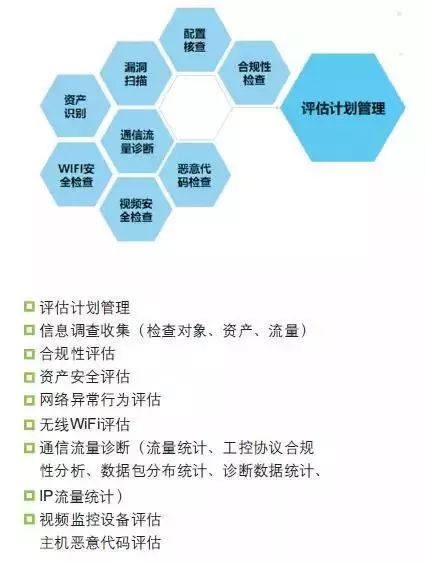 配置
核查
漏洞
扫描
合规性
检查
资产
识别
评估计划管理
通信流
量诊断
WIFI安
全检查
恶意代
码检查
视频安
全检查
评估计划管理
信息调查收集（检查对象、资产、流量）
合规性评估
资产安全评估
网络异常行为评估
无线WiFi评估
通信流量诊断（流量统计、工控协议合规
性分析、数据包分布统计、诊断数据统计、
IP流量统计）
视频监控设备评估
主机恶意代码评估